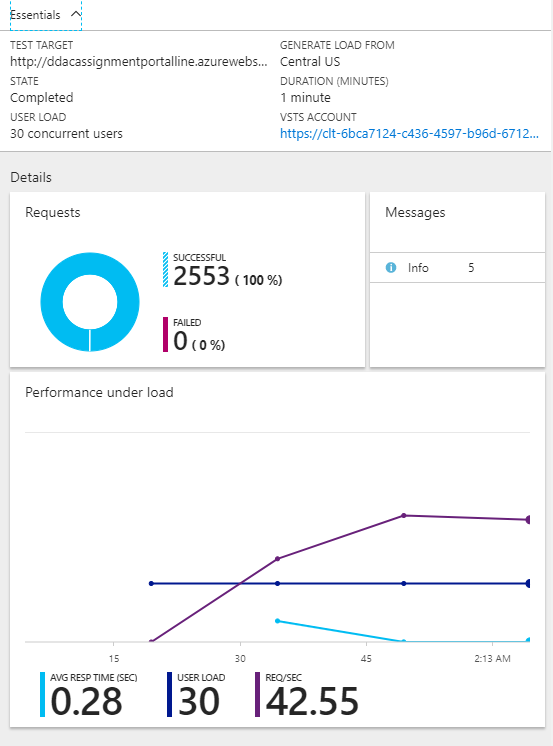 Essentials
TEST TARGET
http://ddacassignmentportalline.azurewebs...
GENERATE LOAD FROM
Central US
STATE
Completed
DURATION (MINUTES)
1 minute
USER LOAD
30 concurrent users
VSTS ACCOUNT
https://clt-6bca7124-c436-4597-b96d-6712...
Details
Requests
SUCCESSFUL
2553 ( 100 %)
FAILED
0 ( 0 %)
Messages
Info 5
Performance under load
15 30 45 2:13 AM
AVG RESP TIME (SEC)
0.28
USER LOAD
30
REQ/SEC
42.55